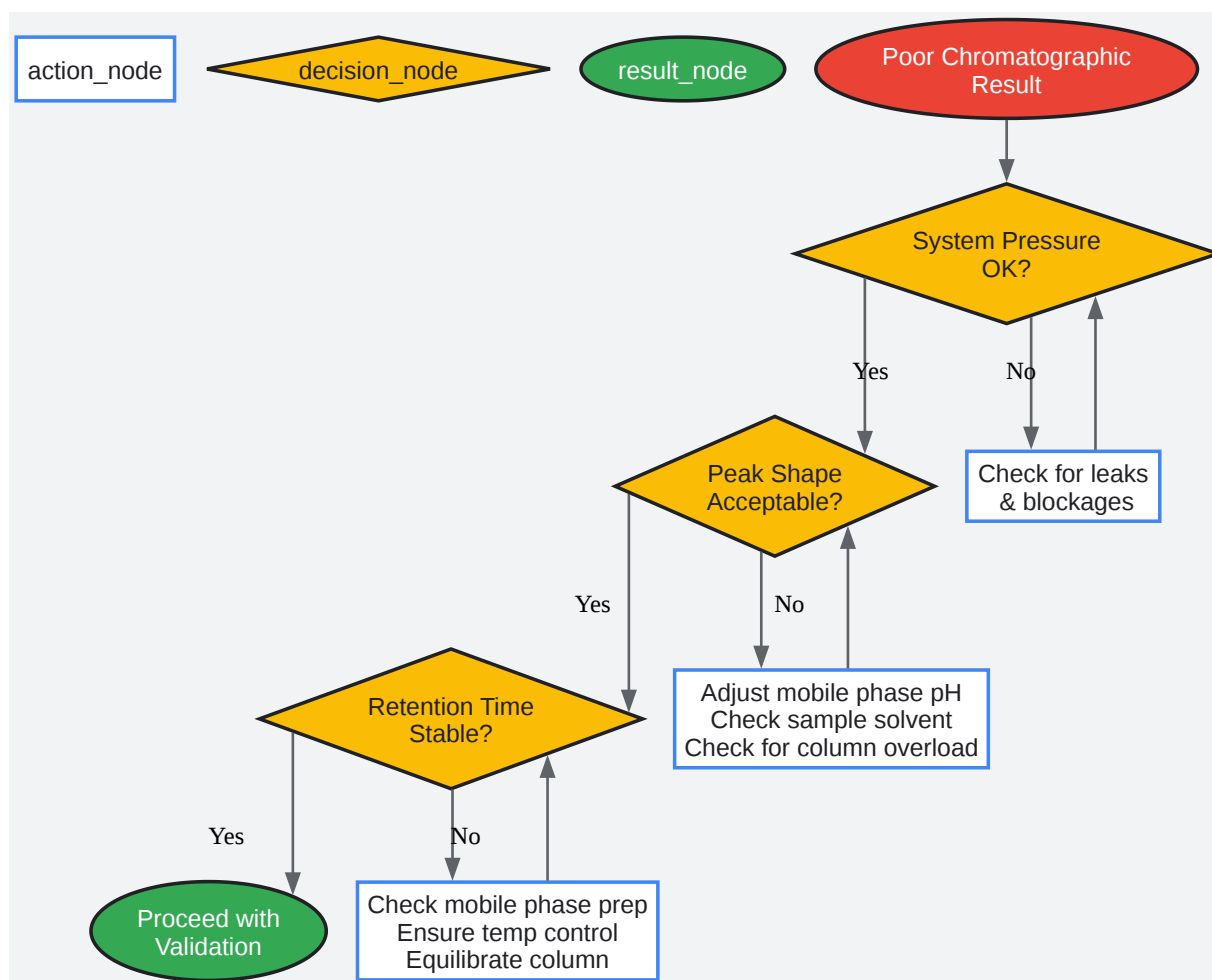 action_node
decision_node
result_node
Poor Chromatographic
Result
System Pressure
OK?
Yes
No
Peak Shape
Acceptable?
Check for leaks
& blockages
Yes
No
Retention Time
Stable?
Adjust mobile phase pH
Check sample solvent
Check for column overload
Yes
No
Proceed with
Validation
Check mobile phase prep
Ensure temp control
Equilibrate column